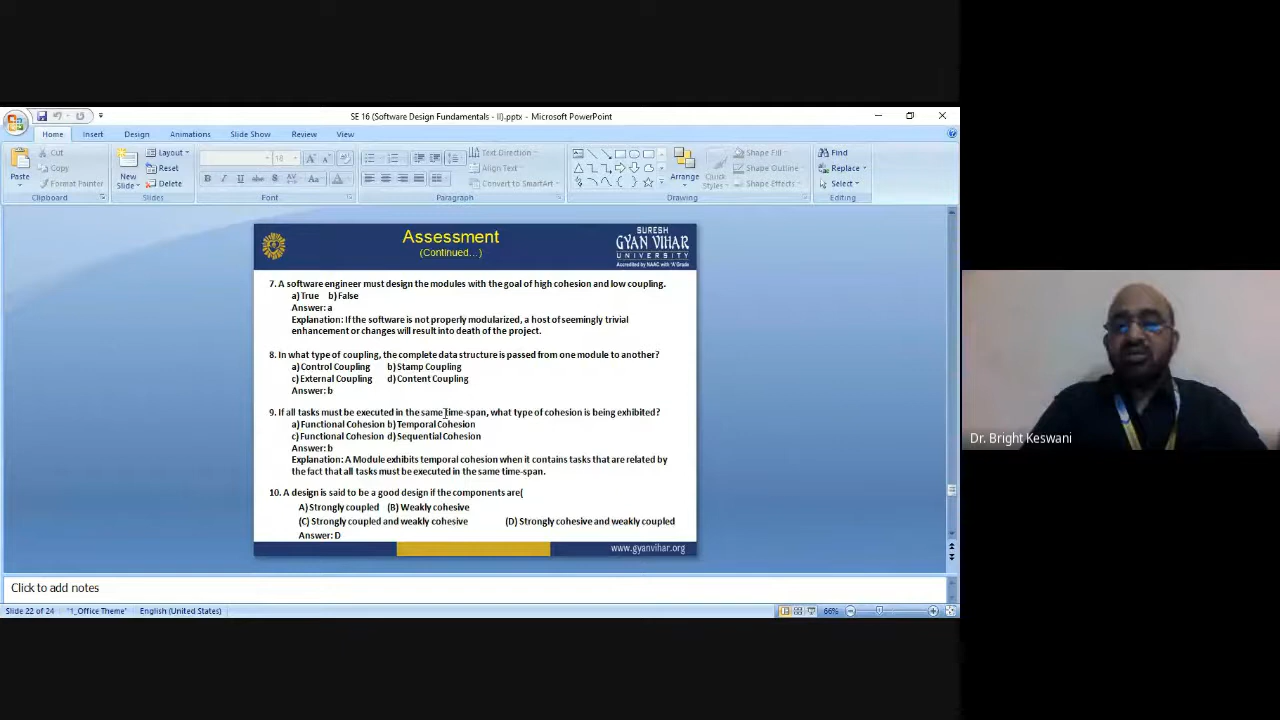 SE 16 (Software Design Fundamentals - II).pptx - Microsoft PowerPoint
Home Insert Design Animations Slide Show Review View
Paste Cut Copy Format Painter Clipboard
New Slide Layout Reset Delete Slides
18 Font
Text Direction Align Text Convert to SmartArt Paragraph
Arrange Quick Styles Shape Fill Shape Outline Shape Effects Drawing
Find Replace Select Editing
Assessment
(Continued...)
SURESH
GYAN VIHAR
UNIVERSITY
Accredited by NAAC with 'A' Grade
7. A software engineer must design the modules with the goal of high cohesion and low coupling.
a)True b)False
Answer: a
Explanation: If the software is not properly modularized, a host of seemingly trivial
enhancement or changes will result into death of the project.
8. In what type of coupling, the complete data structure is passed from one module to another?
a)Control Coupling b)Stamp Coupling
c)External Coupling d)Content Coupling
Answer: b
9. If all tasks must be executed in the same time-span, what type of cohesion is being exhibited?
a)Functional Cohesion b)Temporal Cohesion
c)Functional Cohesion d)Sequential Cohesion
Answer: b
Explanation: A Module exhibits temporal cohesion when it contains tasks that are related by
the fact that all tasks must be executed in the same time-span.
10. A design is said to be a good design if the components are(
A) Strongly coupled (B) Weakly cohesive
(C) Strongly coupled and weakly cohesive (D) Strongly cohesive and weakly coupled
Answer: D
www.gyanvihar.org
Click to add notes
Slide 22 of 24 "1_Office Theme" English (United States) 66%
Dr. Bright Keswani